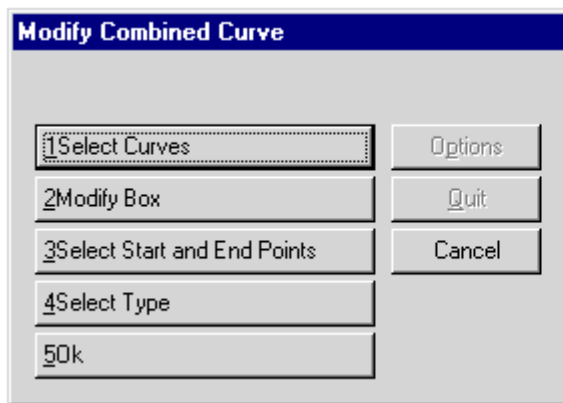 Modify Combined Curve
1Select Curves
Options
2Modify Box
Quit
3Select Start and End Points
Cancel
4Select Type
5Ok